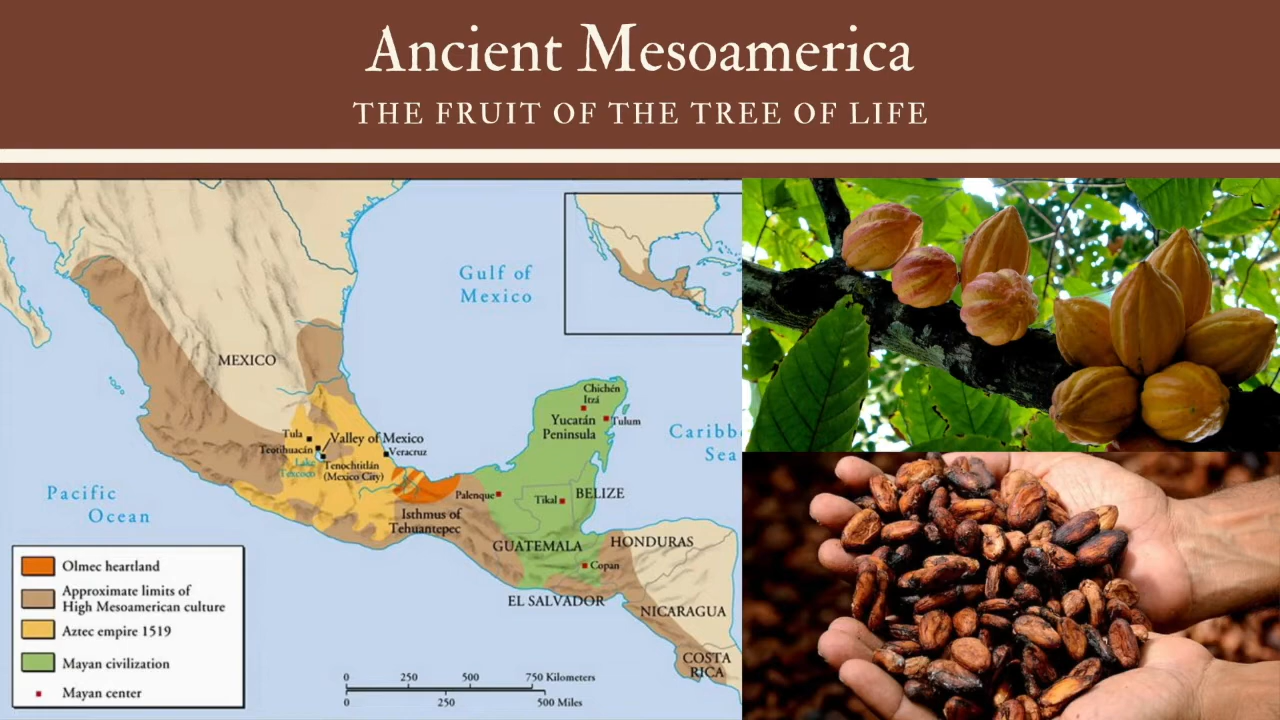 Ancient Mesoamerica
THE FRUIT OF THE TREE OF LIFE
Gulf of
Mexico
MEXICO
Chichén
Itzá
Yucatán
Peninsula
Tulum
Caribb
Sea
Tula
Valley of Mexico
Teotihuacán
Veracruz
Lake
Texcoco
Tenochtitlán
(Mexico City)
Pacific
Ocean
Palenque
Tikal
BELIZE
Isthmus of
Tehuantepec
GUATEMALA
HONDURAS
Copan
EL SALVADOR
NICARAGUA
COSTA
RICA
Olmec heartland
Approximate limits of
High Mesoamerican culture
Aztec empire 1519
Mayan civilization
Mayan center
0 250 500 750 Kilometers
0 250 500 Miles